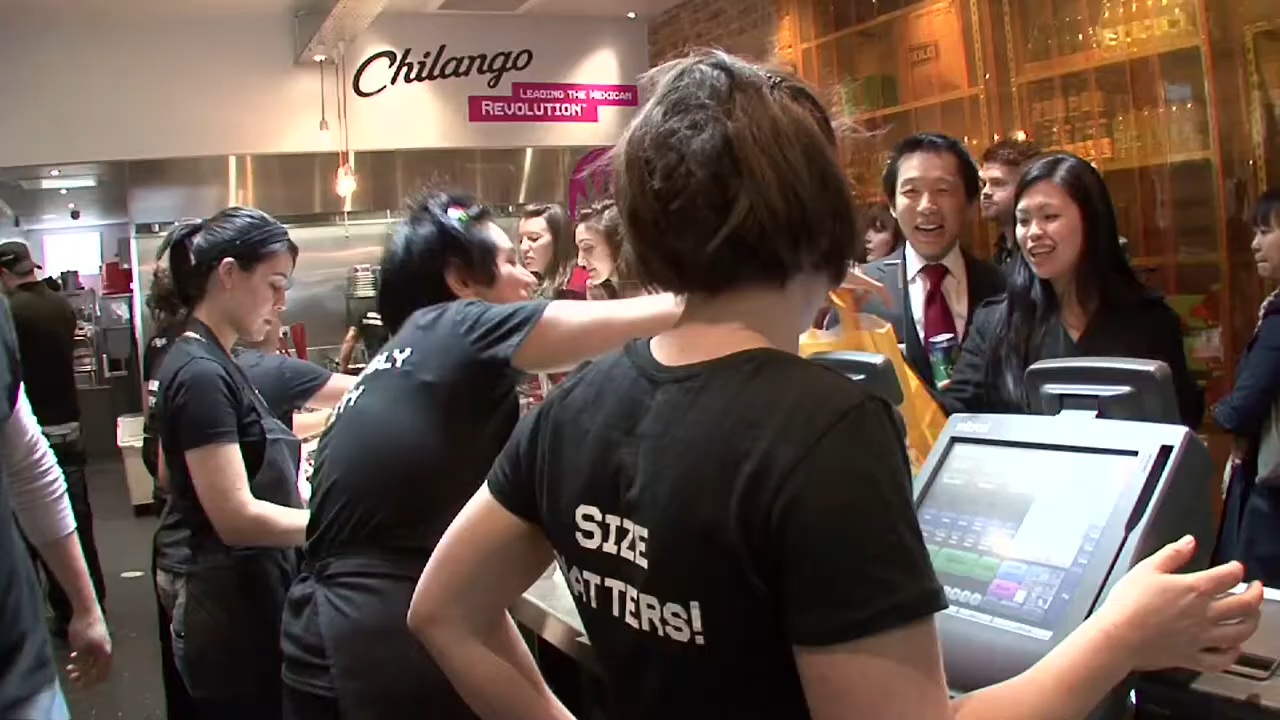 Chilango
LEADING THE MEXICAN
REVOLUTION™
SIZE
MATTERS!